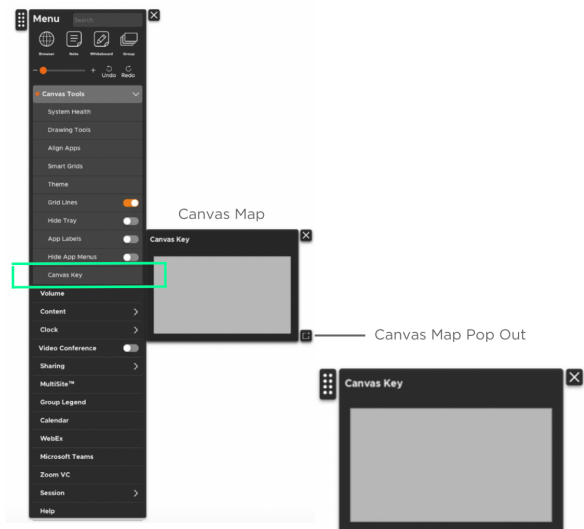 Menu Search
Browser Note Whiteboard Group
- + Undo Redo
Canvas Tools
System Health
Drawing Tools
Align Apps
Smart Grids
Theme
Grid Lines
Hide Tray
App Labels
Hide App Menus
Canvas Key
Volume
Content
Clock
Video Conference
Sharing
MultiSite™
Group Legend
Calendar
WebEx
Microsoft Teams
Zoom VC
Session
Help
Canvas Map
Canvas Key
Canvas Map Pop Out
Canvas Key